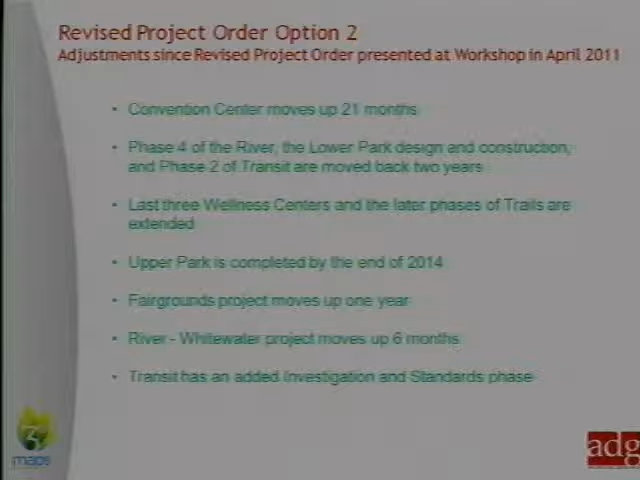 Revised Project Order Option 2
Adjustments since Revised Project Order presented at Workshop in April 2011
• Convention Center moves up 21 months
• Phase 4 of the River, the Lower Park design and construction,
and Phase 2 of Transit are moved back two years
• Last three Wellness Centers and the later phases of Trails are
extended
• Upper Park is completed by the end of 2014
• Fairgrounds project moves up one year
• River - Whitewater project moves up 6 months
• Transit has an added Investigation and Standards phase
3
maps
adg